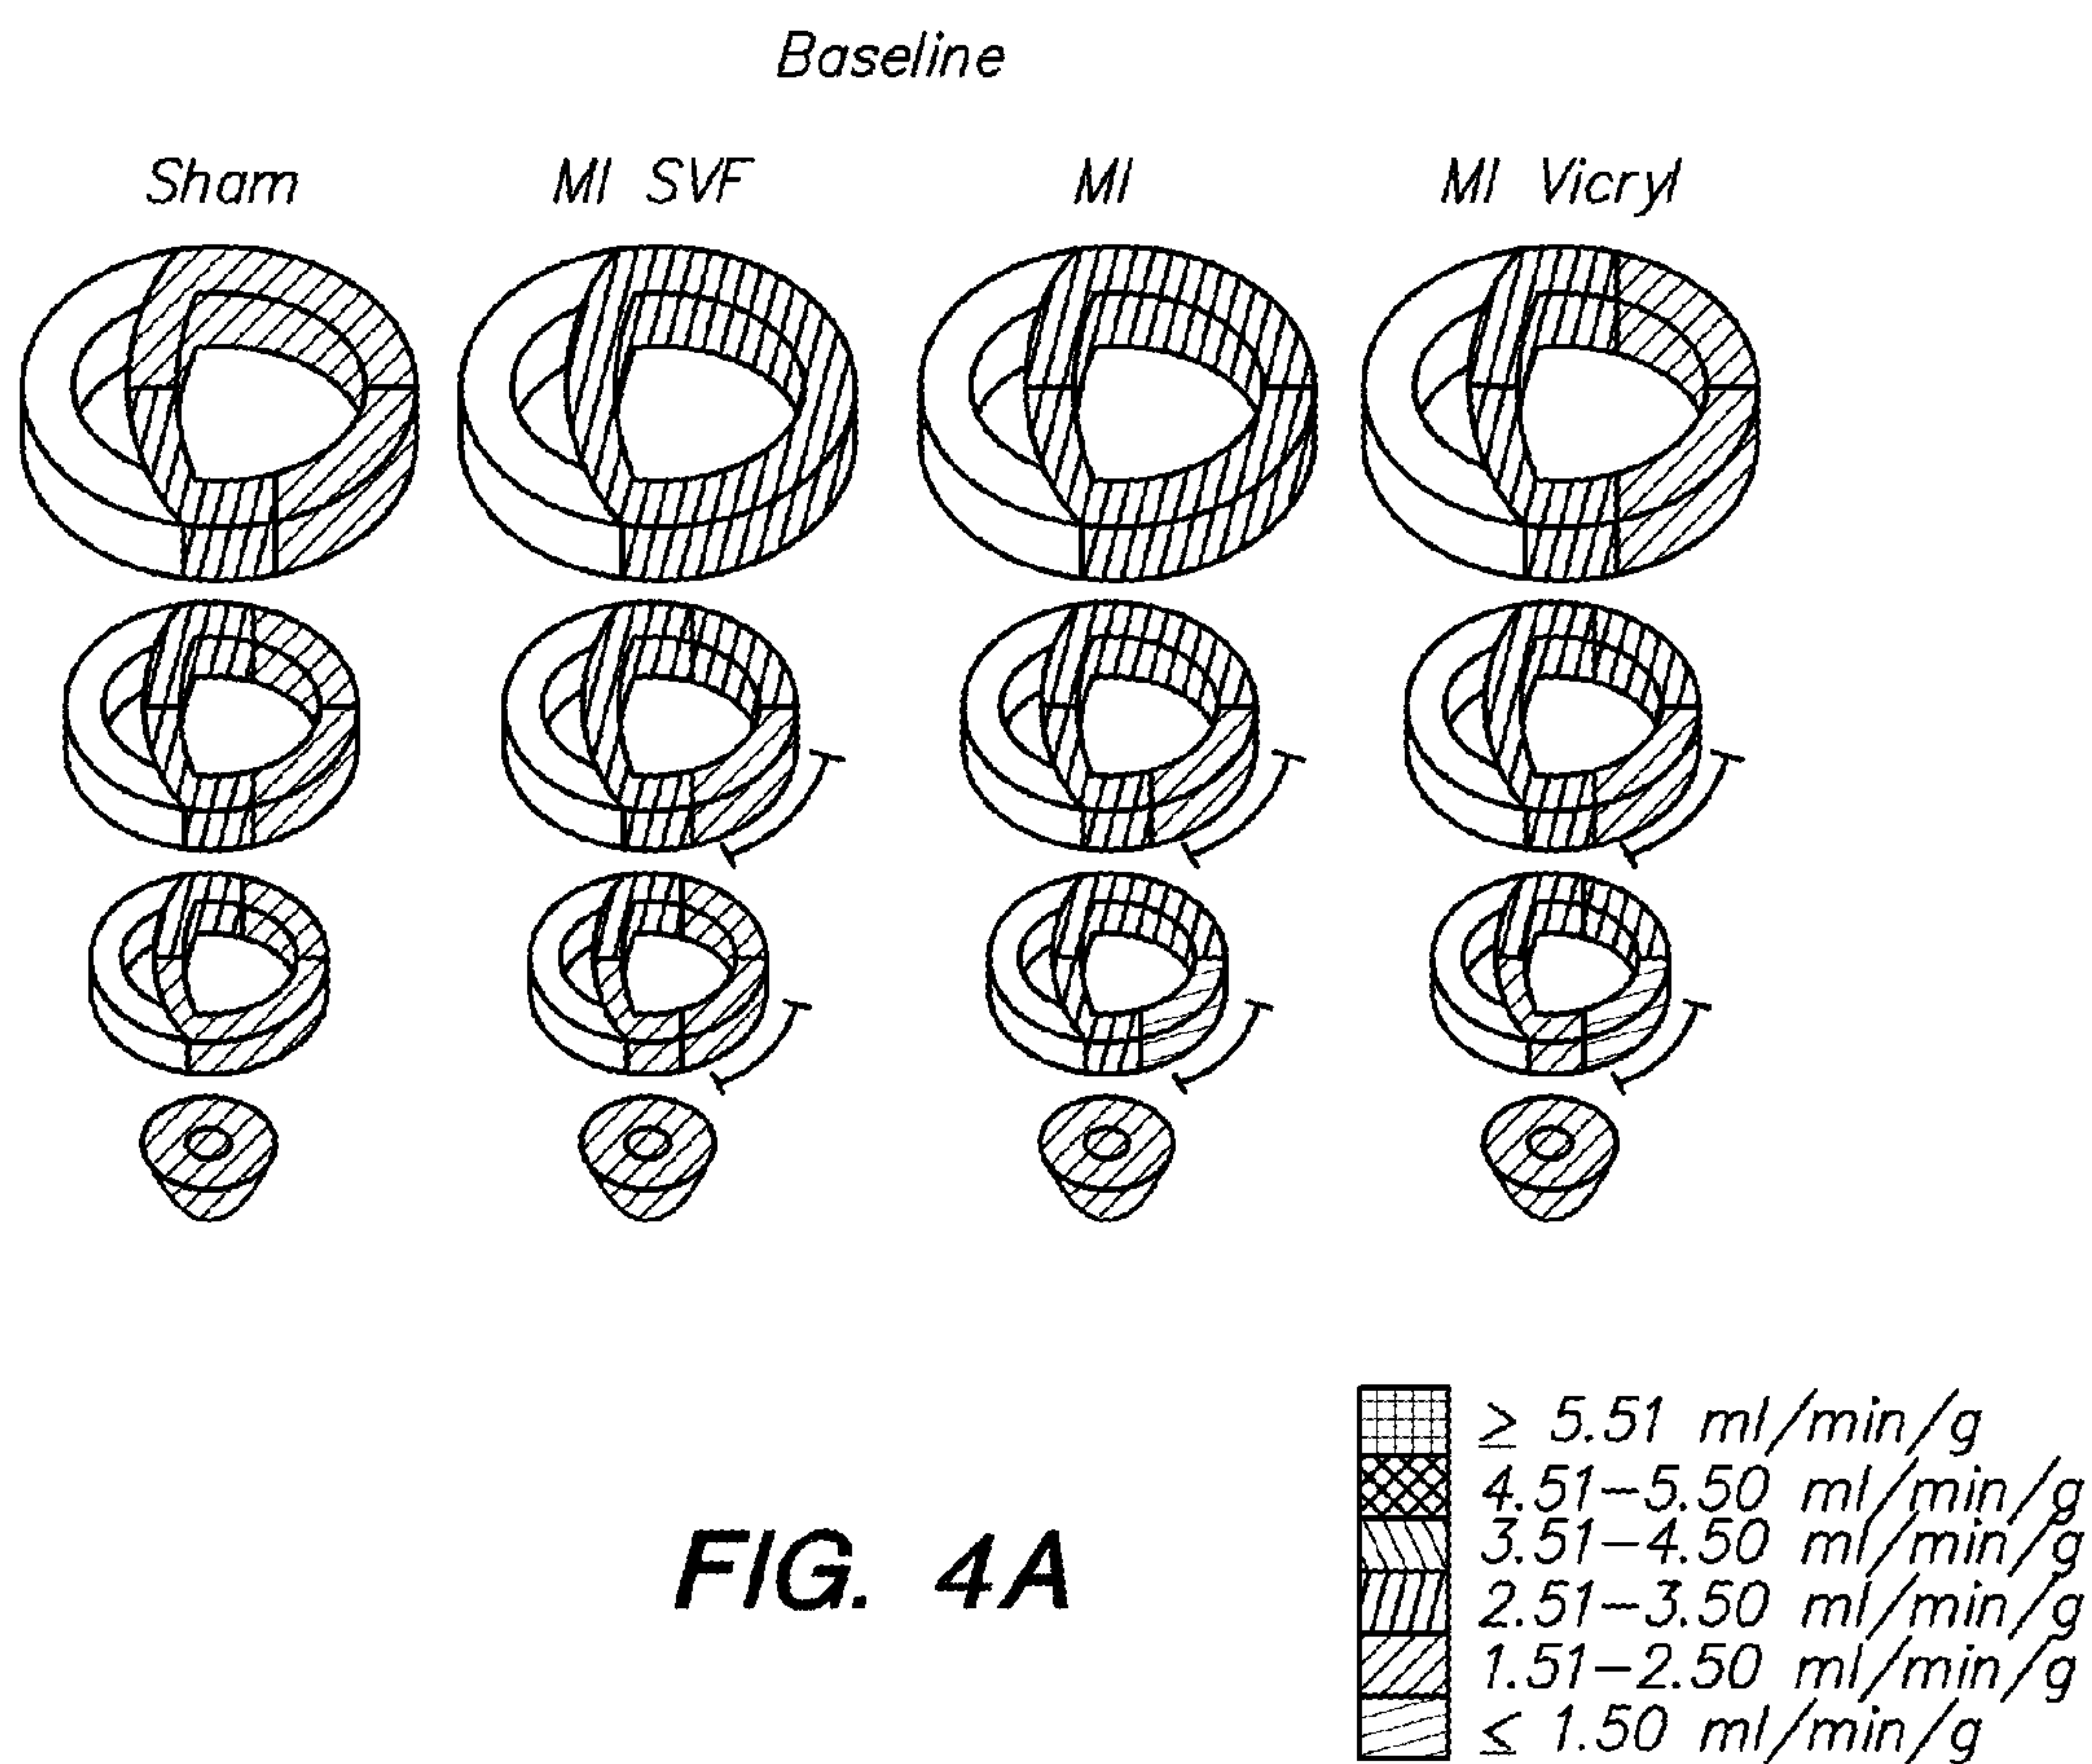 Baseline
Sham MI SVF MI MI Vicryl
≥ 5.51 ml/min/g
4.51–5.50 ml/min/g
3.51–4.50 ml/min/g
2.51–3.50 ml/min/g
1.51–2.50 ml/min/g
≤ 1.50 ml/min/g
FIG. 4A